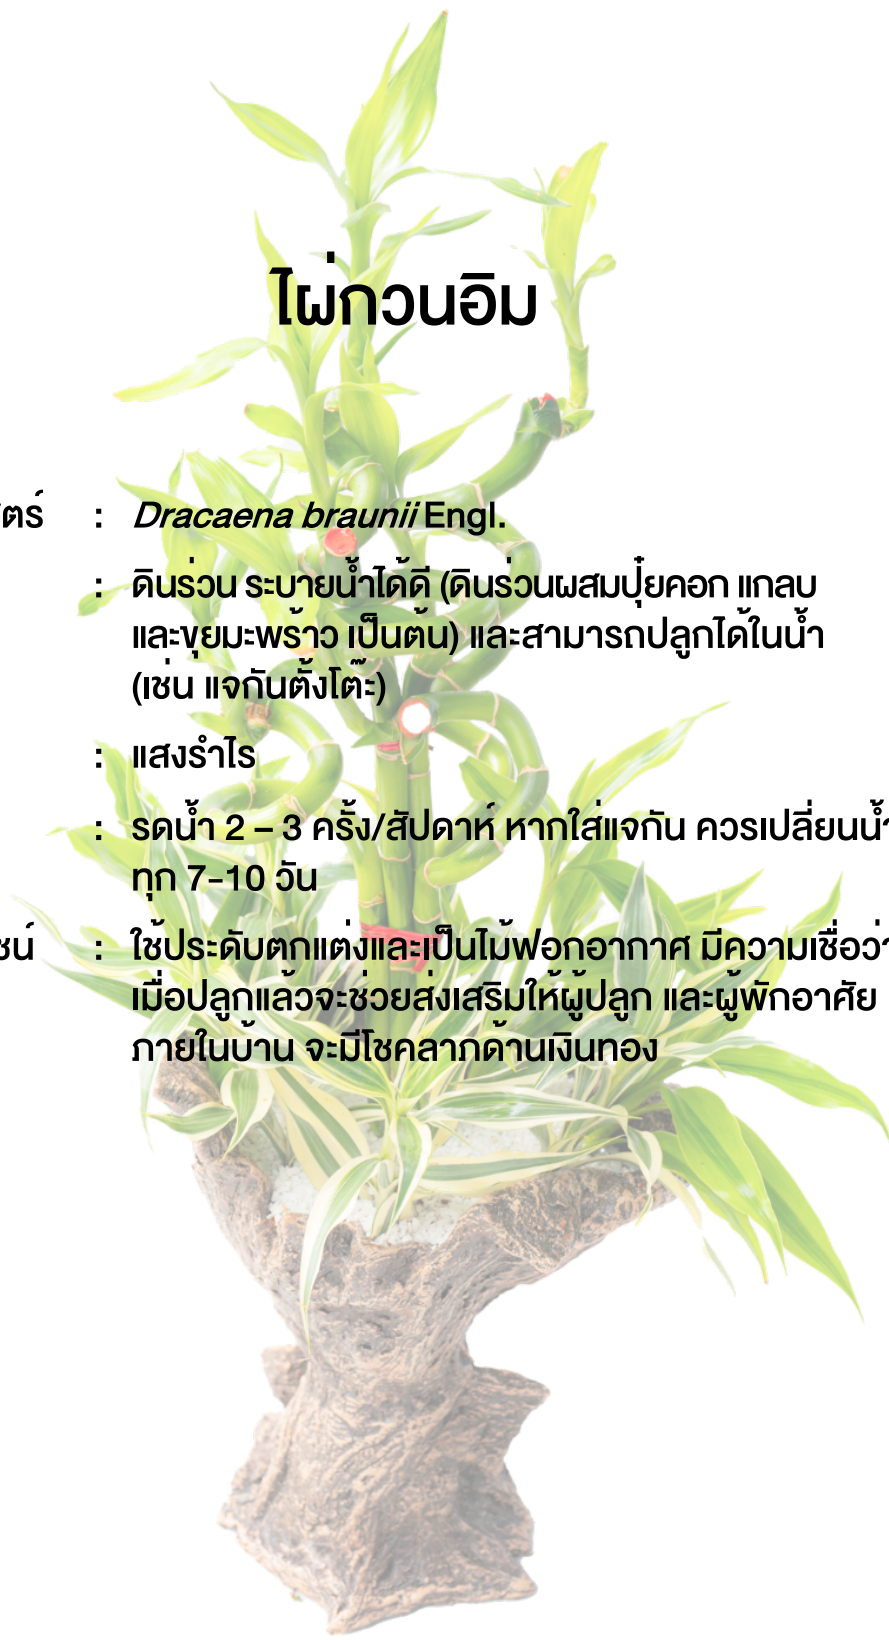 ไผ่กวนอิม
: Dracaena braunii Engl.
: ดินร่วน ระบายน้ำได้ดี (ดินร่วนผสมปุ๋ยคอก แกลบ
และขุยมะพร้าว เป็นต้น) และสามารถปลูกได้ในน้ำ
(เช่น แจกันตั้งโต๊ะ)
: แสงรำไร
: รดน้ำ 2 – 3 ครั้ง/สัปดาห์ หากใส่แจกัน ควรเปลี่ยนน้ำ
ทุก 7-10 วัน
: ใช้ประดับตกแต่งและเป็นไม้ฟอกอากาศ มีความเชื่อว่า
เมื่อปลูกแล้วจะช่วยส่งเสริมให้ผู้ปลูก และผู้พักอาศัย
ภายในบ้าน จะมีโชคลาภด้านเงินทอง